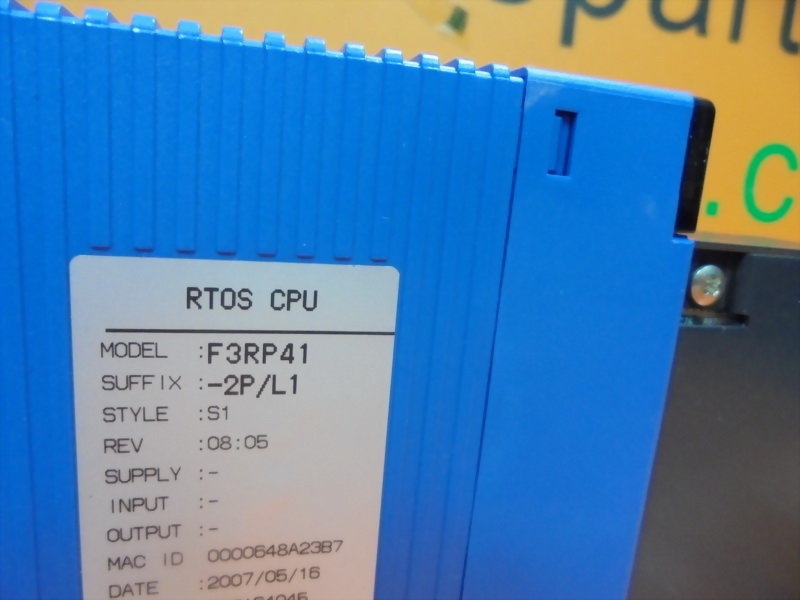 .C
RTOS CPU
MODEL :F3RP41
SUFFIX :-2P/L1
STYLE :S1
REV :08:05
SUPPLY :-
INPUT :-
OUTPUT :-
MAC ID 0000648A23B7
DATE :2007/05/16